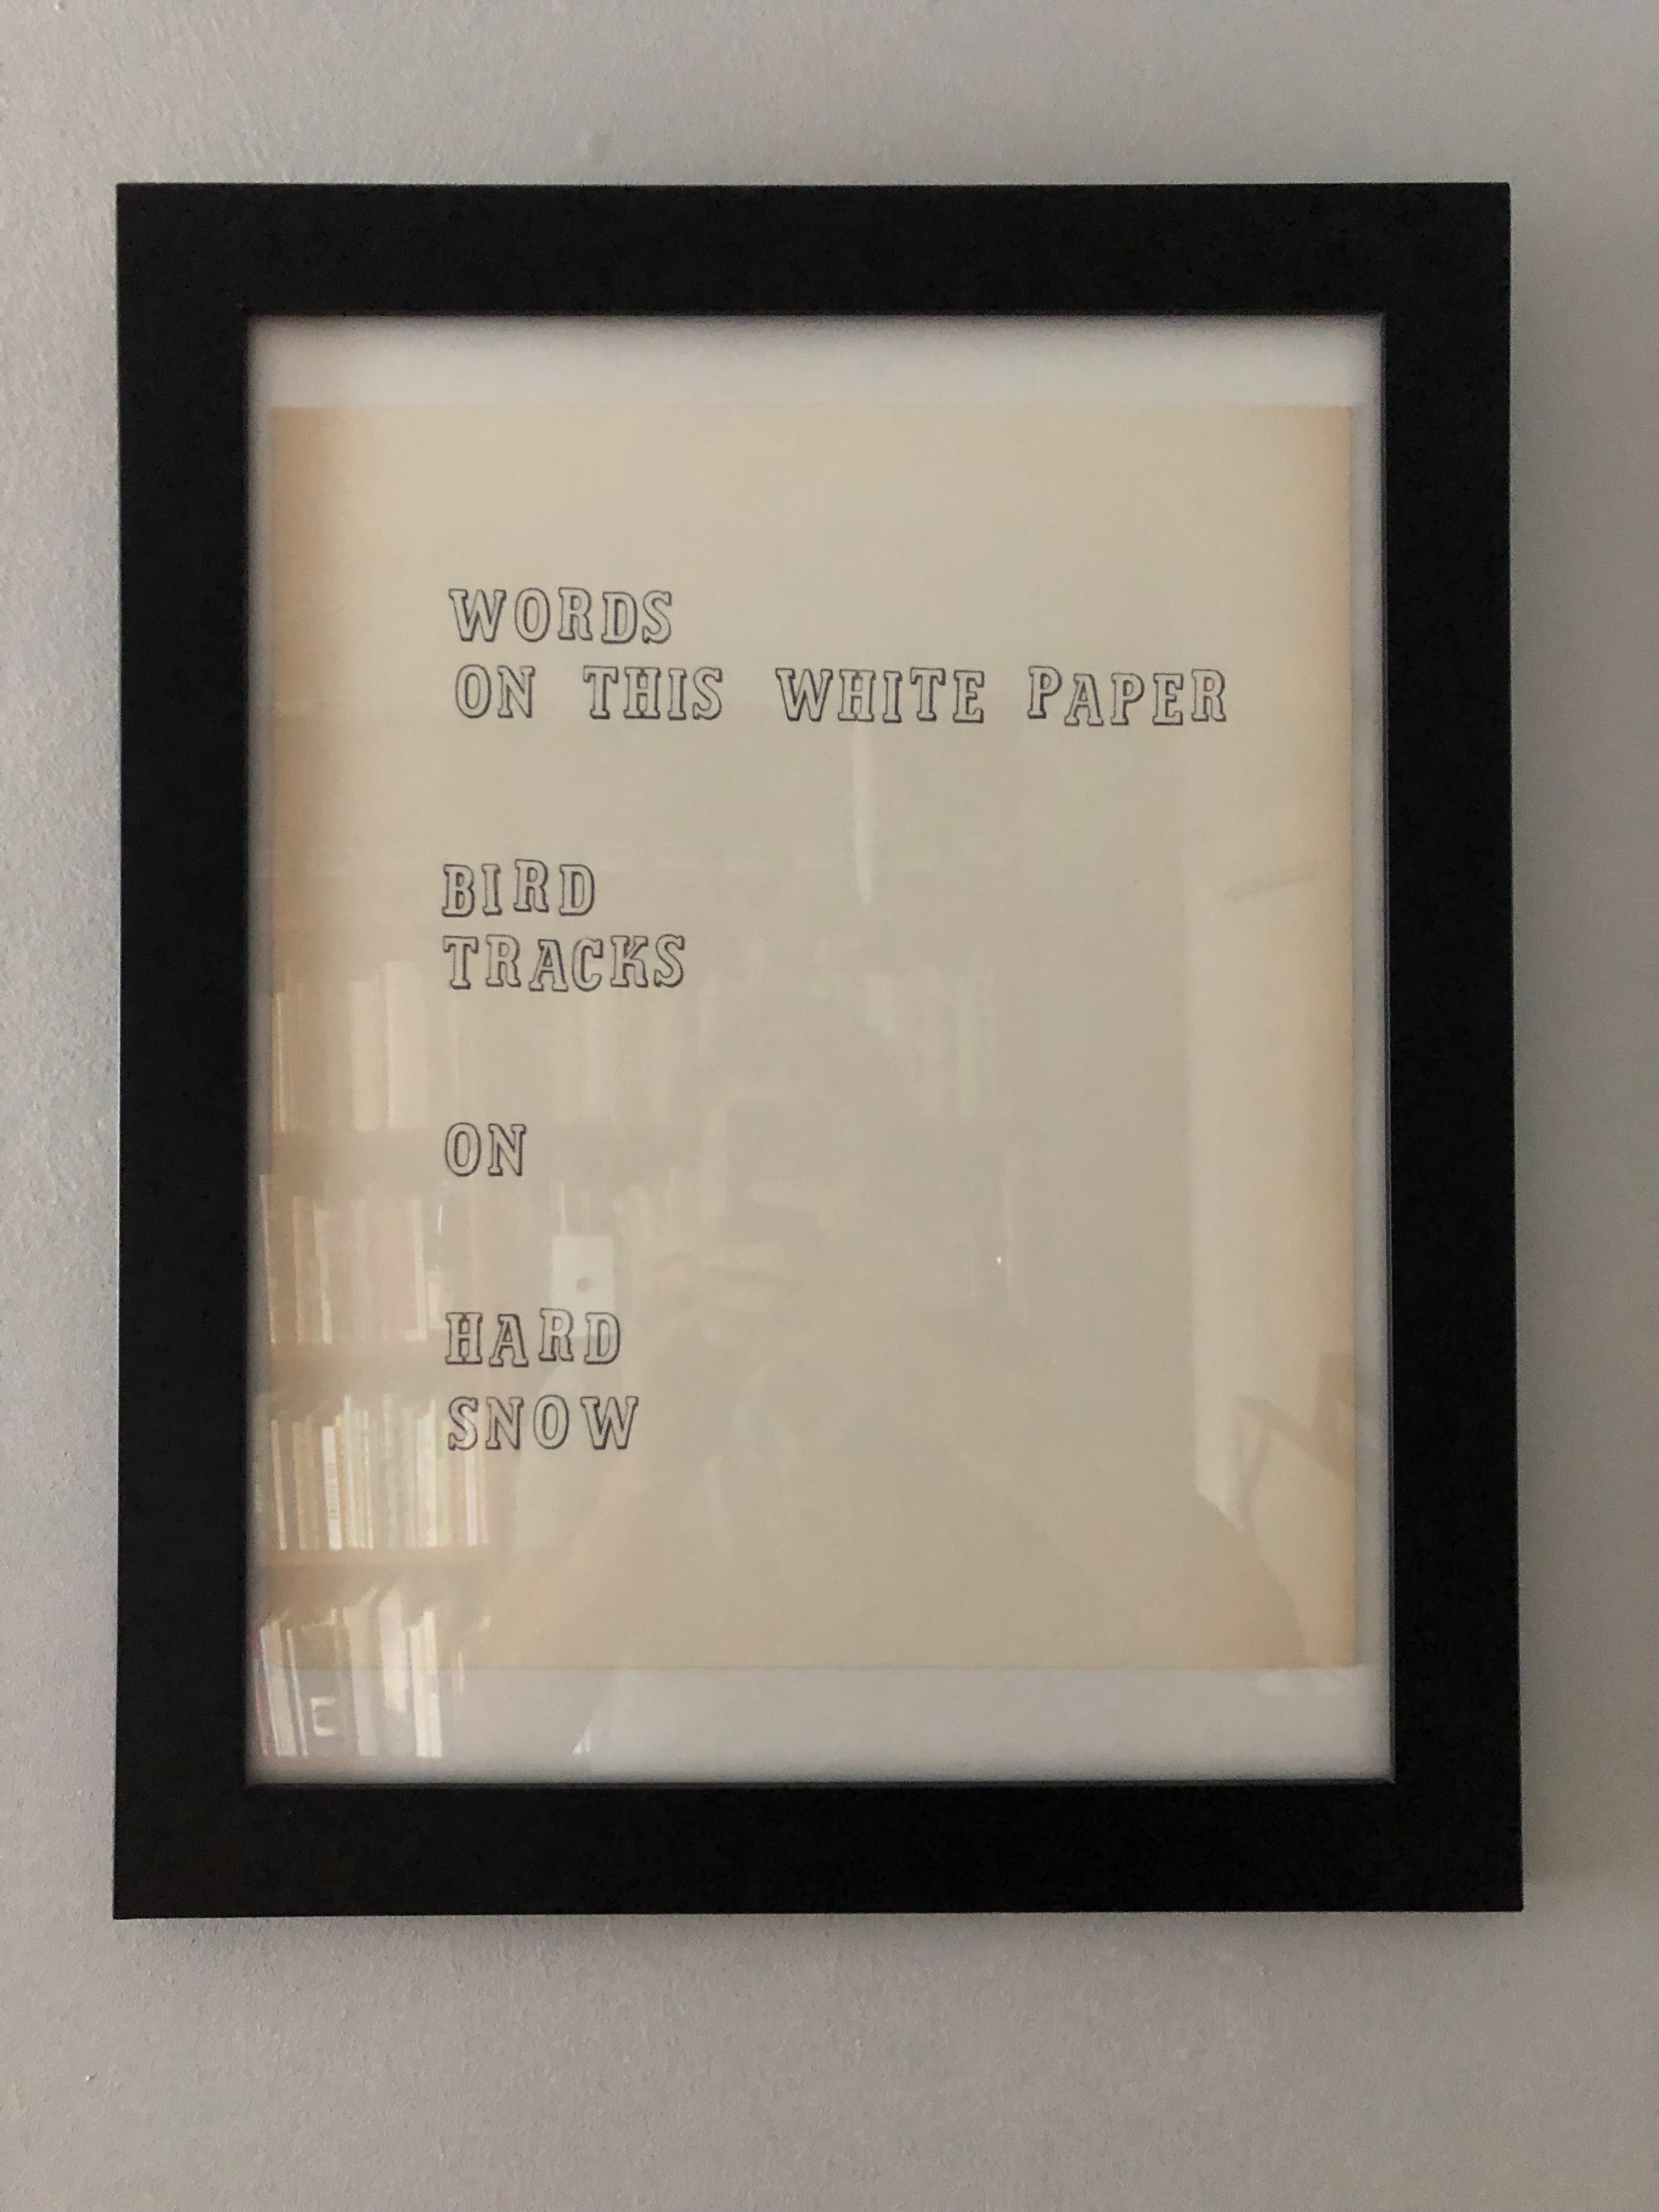 WORDS
ON THIS WHITE PAPER
BIRD
TRACKS
ON
HARD
SNOW